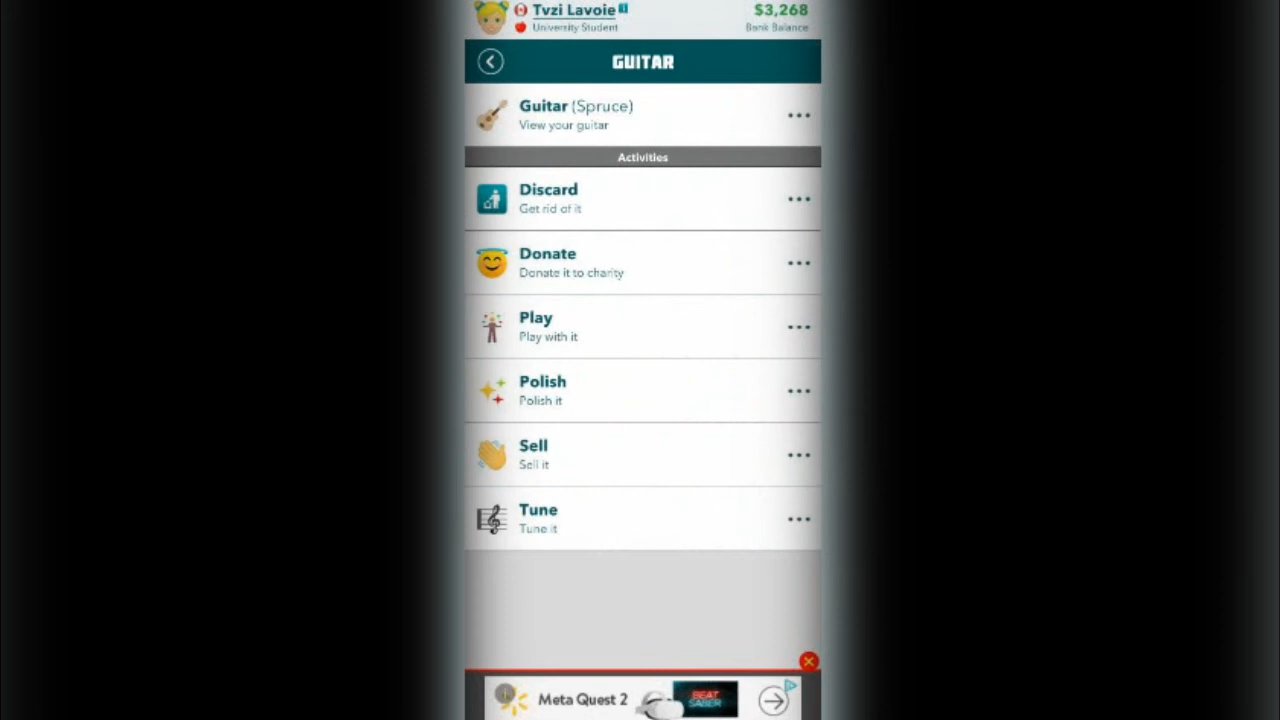 Tvzi Lavoie
$3,268
University Student
Bank Balance
GUITAR
Guitar (Spruce)
View your guitar
Activities
Discard
Get rid of it
Donate
Donate it to charity
Play
Play with it
Polish
Polish it
Sell
Sell it
Tune
Tune it
Meta Quest 2
BEAT
SABER